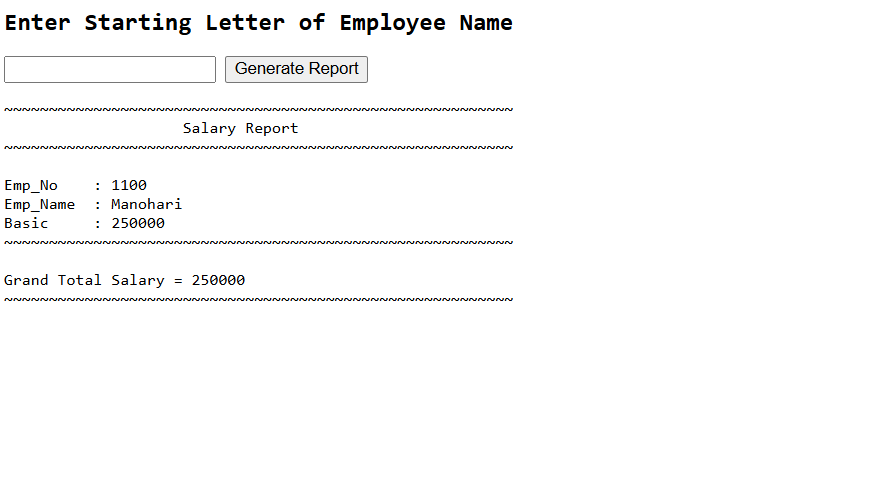 Enter Starting Letter of Employee Name
Generate Report
~~~~~~~~~~~~~~~~~~~~~~~~~~~~~~~~~~~~~~~~~~~~~~~~~~~~~~~~~
Salary Report
~~~~~~~~~~~~~~~~~~~~~~~~~~~~~~~~~~~~~~~~~~~~~~~~~~~~~~~~~
Emp_No    : 1100
Emp_Name  : Manohari
Basic     : 250000
~~~~~~~~~~~~~~~~~~~~~~~~~~~~~~~~~~~~~~~~~~~~~~~~~~~~~~~~~
Grand Total Salary = 250000
~~~~~~~~~~~~~~~~~~~~~~~~~~~~~~~~~~~~~~~~~~~~~~~~~~~~~~~~~